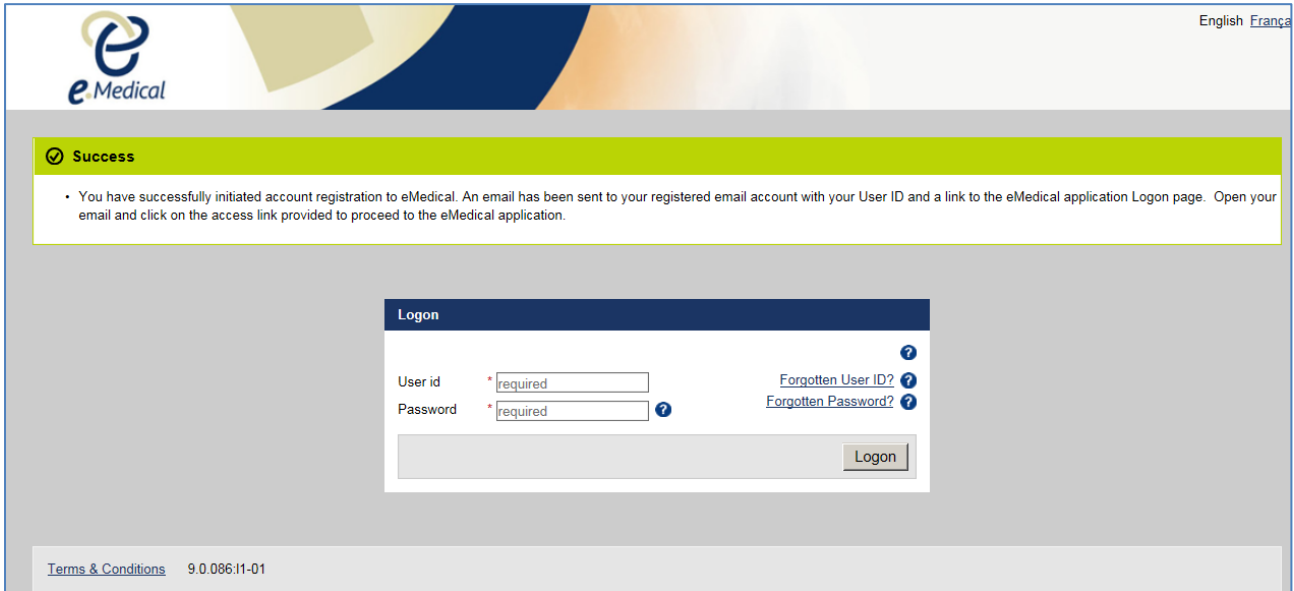 English França
e.Medical
Success
• You have successfully initiated account registration to eMedical. An email has been sent to your registered email account with your User ID and a link to the eMedical application Logon page. Open your
email and click on the access link provided to proceed to the eMedical application.
Logon
?
User id * required Forgotten User ID? ?
Password * required ? Forgotten Password? ?
Logon
Terms & Conditions 9.0.086:I1-01